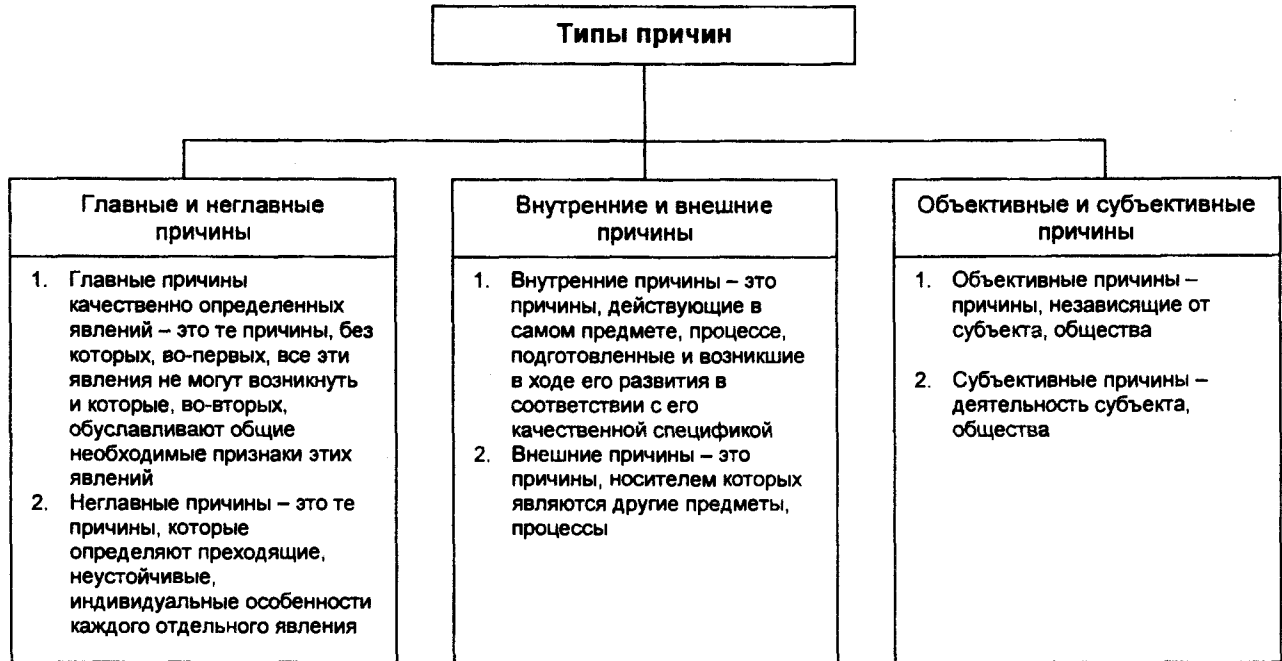 Типы причин
Главные и неглавные
причины
1. Главные причины
качественно определенных
явлений – это те причины, без
которых, во-первых, все эти
явления не могут возникнуть
и которые, во-вторых,
обуславливают общие
необходимые признаки этих
явлений
2. Неглавные причины – это те
причины, которые
определяют преходящие,
неустойчивые,
индивидуальные особенности
каждого отдельного явления
Внутренние и внешние
причины
1. Внутренние причины – это
причины, действующие в
самом предмете, процессе,
подготовленные и возникшие
в ходе его развития в
соответствии с его
качественной спецификой
2. Внешние причины – это
причины, носителем которых
являются другие предметы,
процессы
Объективные и субъективные
причины
1. Объективные причины –
причины, независящие от
субъекта, общества
2. Субъективные причины –
деятельность субъекта,
общества